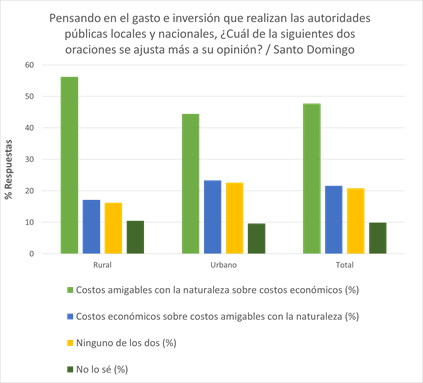 Pensando en el gasto e inversión que realizan las autoridades
públicas locales y nacionales, ¿Cuál de la siguientes dos
oraciones se ajusta más a su opinión? / Santo Domingo
60
50
40
30
20
10
0
% Respuestas
Rural
Urbano
Total
Costos amigables con la naturaleza sobre costos económicos (%)
Costos económicos sobre costos amigables con la naturaleza (%)
Ninguno de los dos (%)
No lo sé (%)